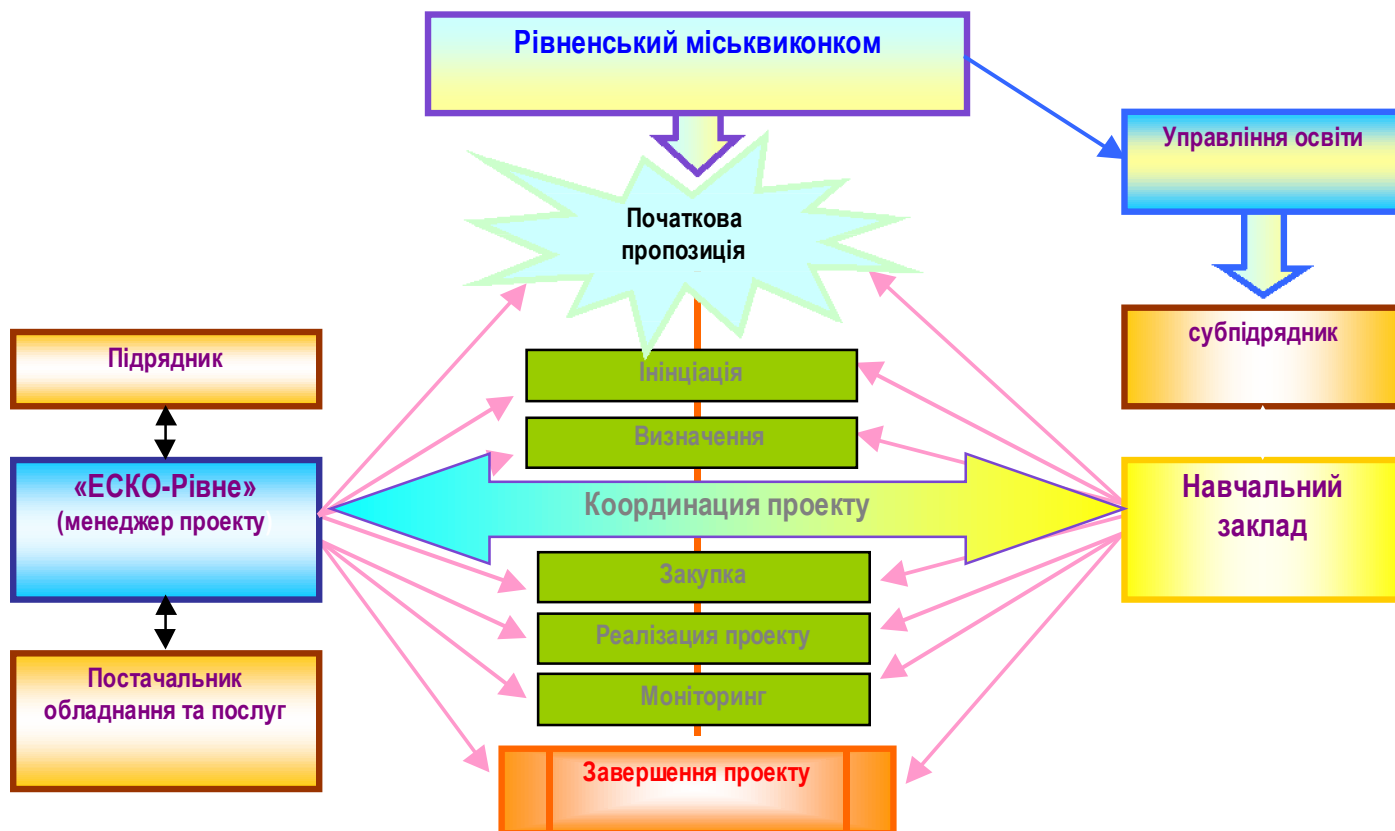 Рівненський міськвиконком
Управління освіти
Початкова
пропозиція
субпідрядник
Підрядник
Інінціація
Визначення
«ЕСКО-Рівне»
(менеджер проекту)
Координация проекту
Навчальний
заклад
Закупка
Реалізация проекту
Моніторинг
Постачальник
обладнання та послуг
Завершення проекту